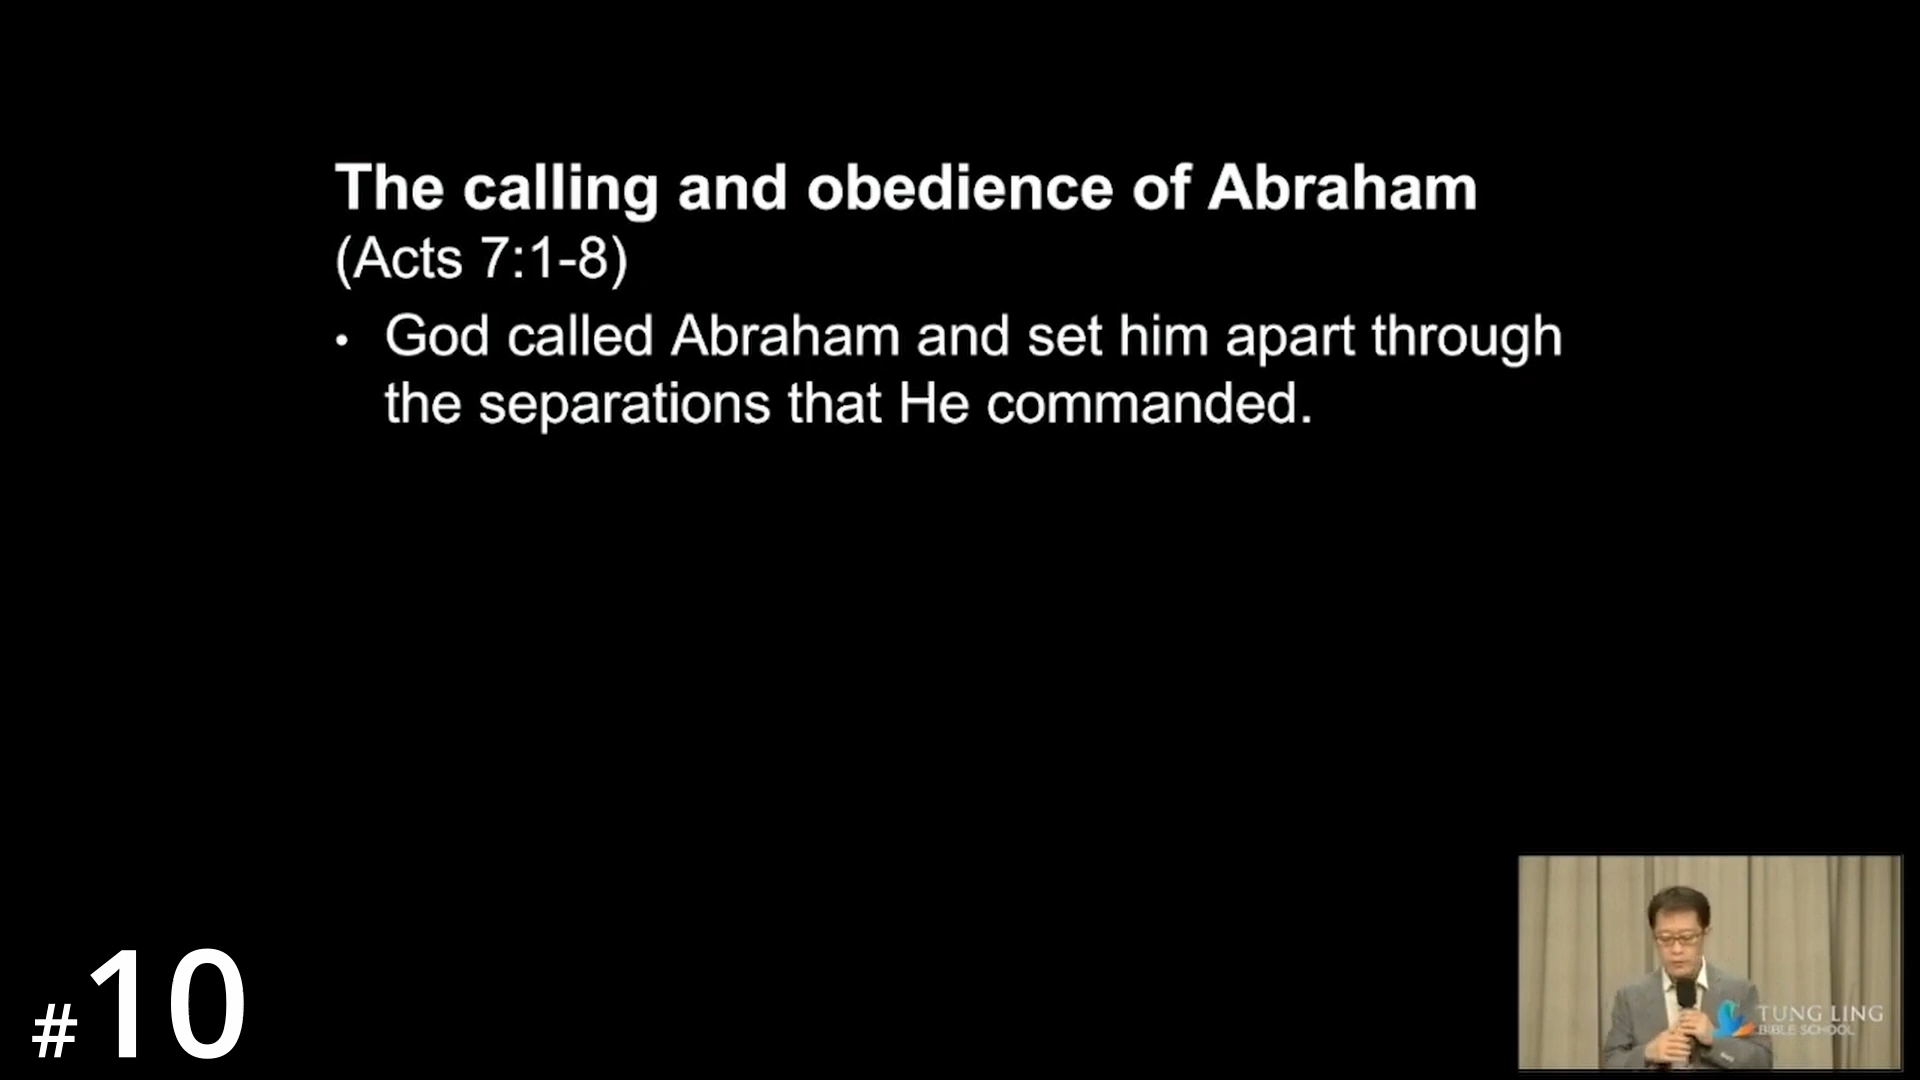 The calling and obedience of Abraham
(Acts 7:1-8)
• God called Abraham and set him apart through
the separations that He commanded.
#10
TUNG LING
BIBLE SCHOOL